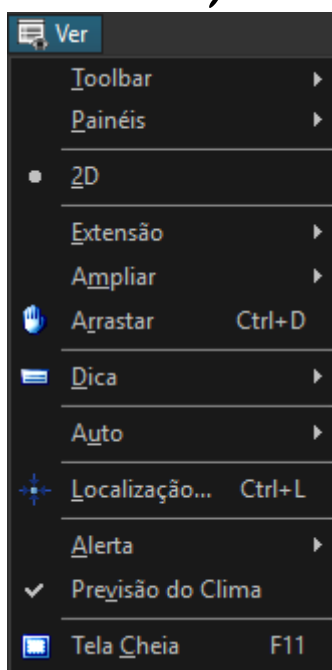 Ver
Toolbar
Painéis
2D
Extensão
Ampliar
Arrastar Ctrl+D
Dica
Auto
Localização... Ctrl+L
Alerta
Previsão do Clima
Tela Cheia F11